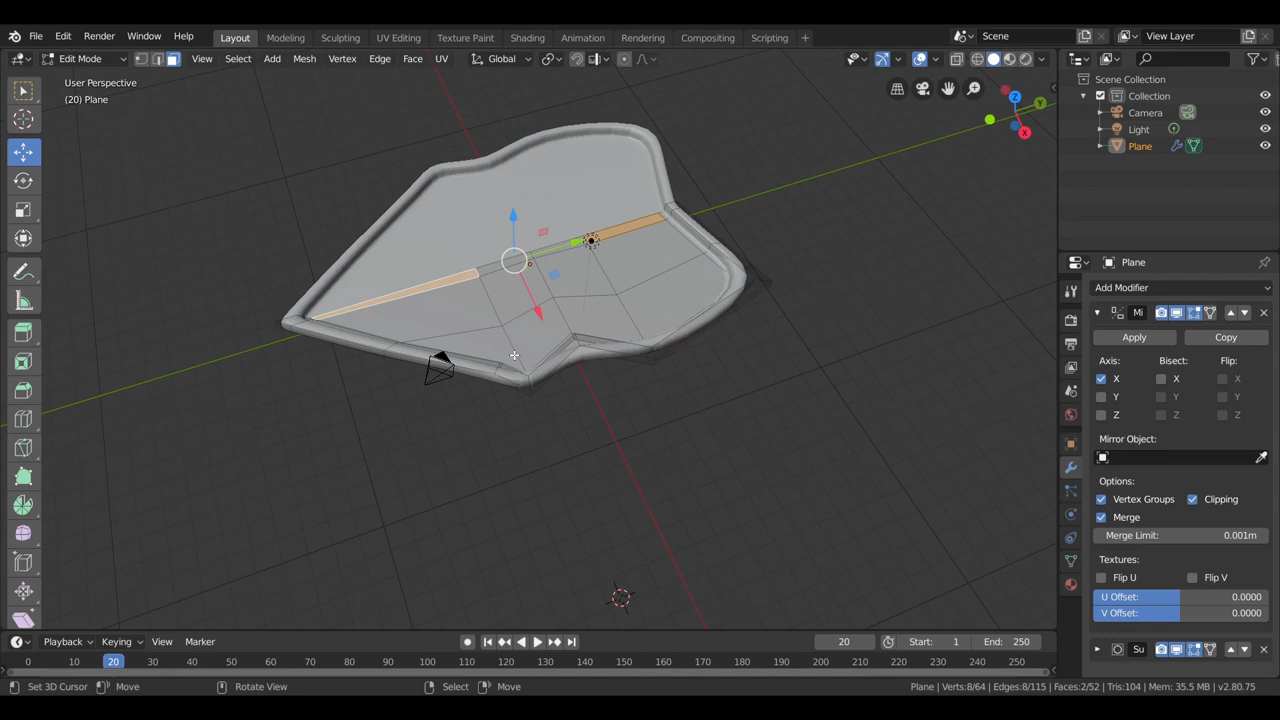 File Edit Render Window Help Layout Modeling Sculpting UV Editing Texture Paint Shading Animation Rendering Compositing Scripting + Scene View Layer
Edit Mode View Select Add Mesh Vertex Edge Face UV Global
User Perspective
(20) Plane
Z
Y
X
Scene Collection
Collection
Camera
Light
Plane
Plane
Add Modifier
Mi
Apply Copy
Axis: Bisect: Flip:
X X X
Y Y Y
Z Z Z
Mirror Object:
Options:
Vertex Groups Clipping
Merge
Merge Limit: 0.001m
Textures:
Flip U Flip V
U Offset: 0.0000
V Offset: 0.0000
Su
Playback Keying View Marker 20 Start: 1 End: 250
0 10 20 30 40 50 60 70 80 90 100 110 120 130 140 150 160 170 180 190 200 210 220 230 240 250
Set 3D Cursor Move Rotate View Select Move Plane | Verts:8/64 | Edges:8/115 | Faces:2/52 | Tris:104 | Mem: 35.5 MB | v2.80.75